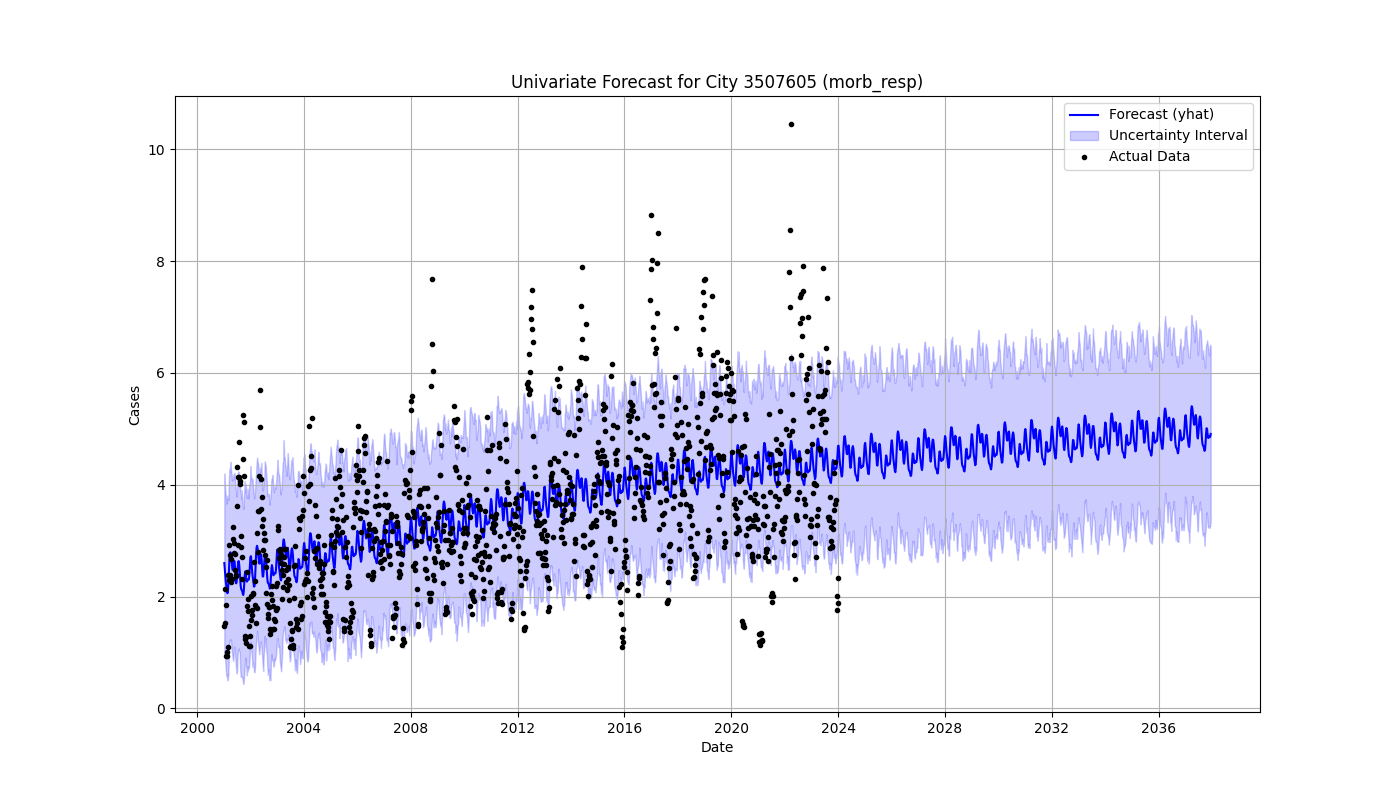 Univariate Forecast for City 3507605 (morb_resp)
Forecast (yhat)
Uncertainty Interval
Actual Data
Cases
10
8
6
4
2
0
2000 2004 2008 2012 2016 2020 2024 2028 2032 2036
Date